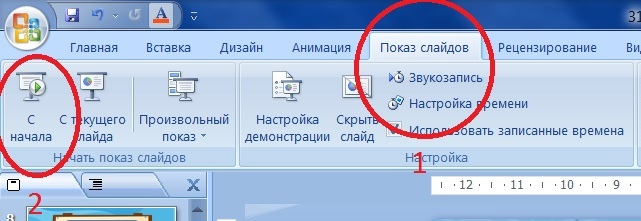 31
Главная Вставка Дизайн Анимация Показ слайдов Рецензирование Ви
С начала
С текущего слайда
Произвольный показ
Начать показ слайдов
Настройка демонстрации
Скрыть слайд
Звукозапись
Настройка времени
Использовать записанные времена
Настройка
1
2
12 11 10 9
8